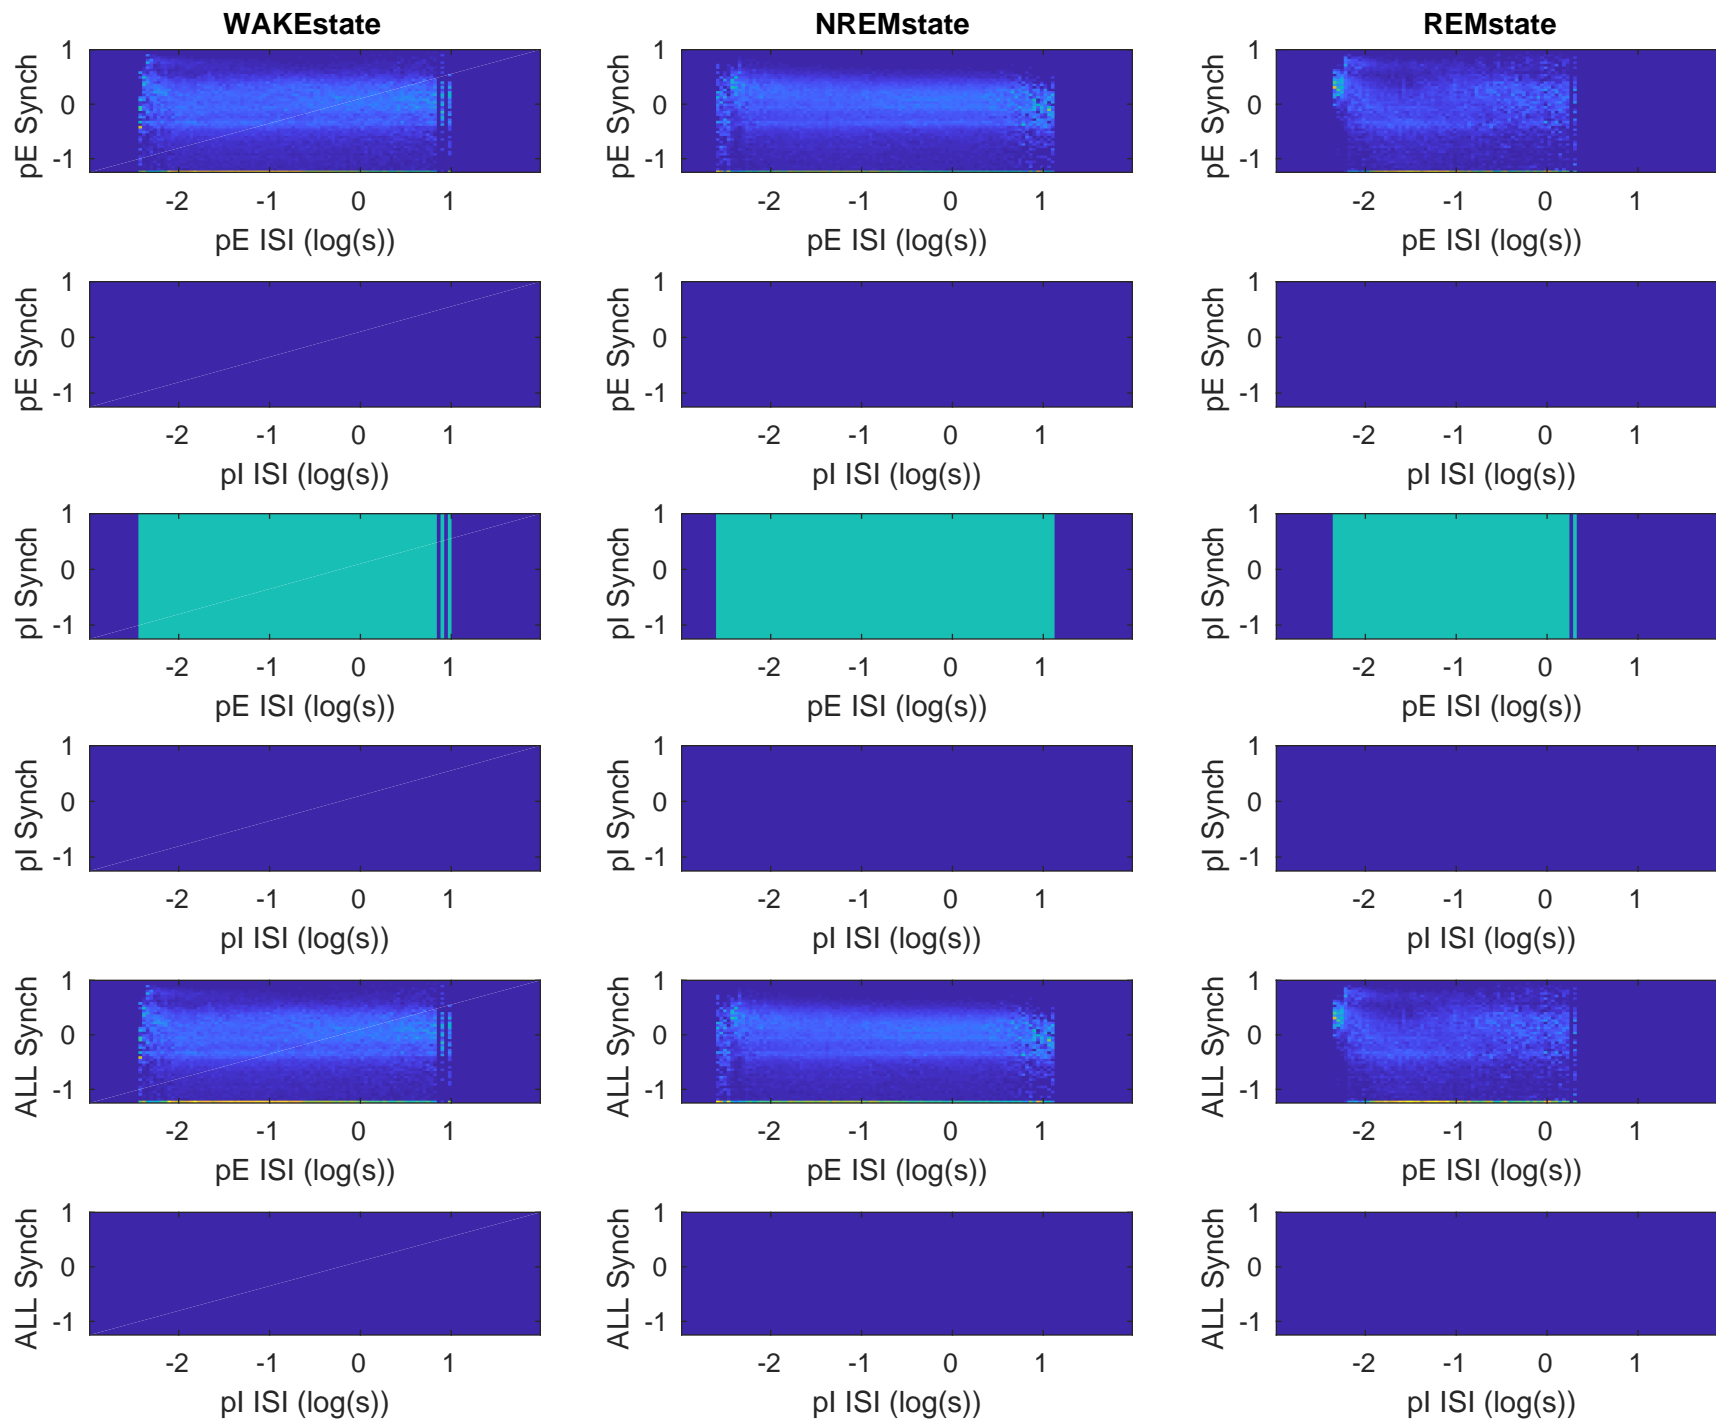 WAKEstate NREMstate REMstate
pE Synch 1 0 -1 pE Synch 1 0 -1 pE Synch 1 0 -1
-2 -1 0 1 -2 -1 0 1 -2 -1 0 1
pE ISI (log(s)) pE ISI (log(s)) pE ISI (log(s))
pE Synch 1 0 -1 pE Synch 1 0 -1 pE Synch 1 0 -1
-2 -1 0 1 -2 -1 0 1 -2 -1 0 1
pI ISI (log(s)) pI ISI (log(s)) pI ISI (log(s))
pI Synch 1 0 -1 pI Synch 1 0 -1 pI Synch 1 0 -1
-2 -1 0 1 -2 -1 0 1 -2 -1 0 1
pE ISI (log(s)) pE ISI (log(s)) pE ISI (log(s))
pI Synch 1 0 -1 pI Synch 1 0 -1 pI Synch 1 0 -1
-2 -1 0 1 -2 -1 0 1 -2 -1 0 1
pI ISI (log(s)) pI ISI (log(s)) pI ISI (log(s))
ALL Synch 1 0 -1 ALL Synch 1 0 -1 ALL Synch 1 0 -1
-2 -1 0 1 -2 -1 0 1 -2 -1 0 1
pE ISI (log(s)) pE ISI (log(s)) pE ISI (log(s))
ALL Synch 1 0 -1 ALL Synch 1 0 -1 ALL Synch 1 0 -1
-2 -1 0 1 -2 -1 0 1 -2 -1 0 1
pI ISI (log(s)) pI ISI (log(s)) pI ISI (log(s))